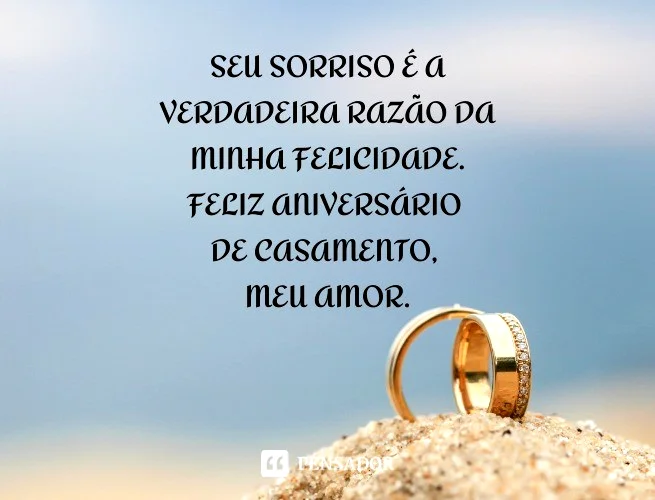 SEU SORRISO É A
VERDADEIRA RAZÃO DA
MINHA FELICIDADE.
FELIZ ANIVERSÁRIO
DE CASAMENTO,
MEU AMOR.
PENSADOR